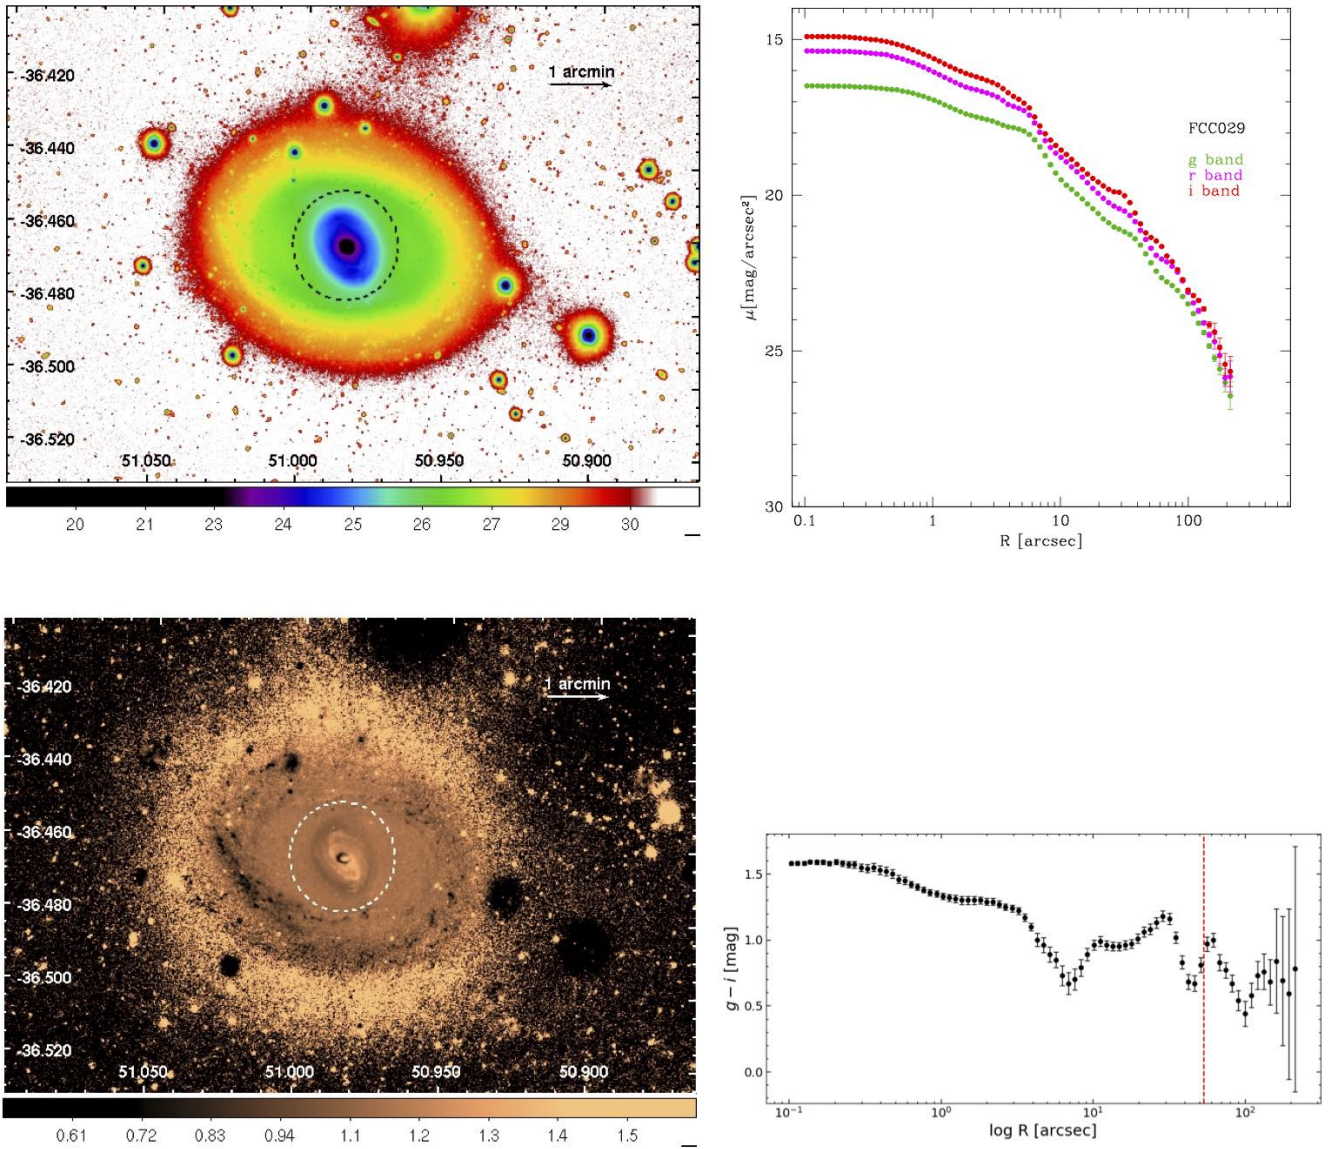 -36.420
-36.440
-36.460
-36.480
-36.500
-36.520
1 arcmin
51.050 51.000 50.950 50.900
20 21 23 24 25 26 27 29 30
15
20
25
30
μ[mag/arcsec²]
FCC029
g band
r band
i band
0.1 1 10 100
R [arcsec]
-36.420
-36.440
-36.460
-36.480
-36.500
-36.520
1 arcmin
51.050 51.000 50.950 50.900
0.61 0.72 0.83 0.94 1.1 1.2 1.3 1.4 1.5
1.5
1.0
0.5
0.0
g − i [mag]
10⁻¹ 10⁰ 10¹ 10²
log R [arcsec]